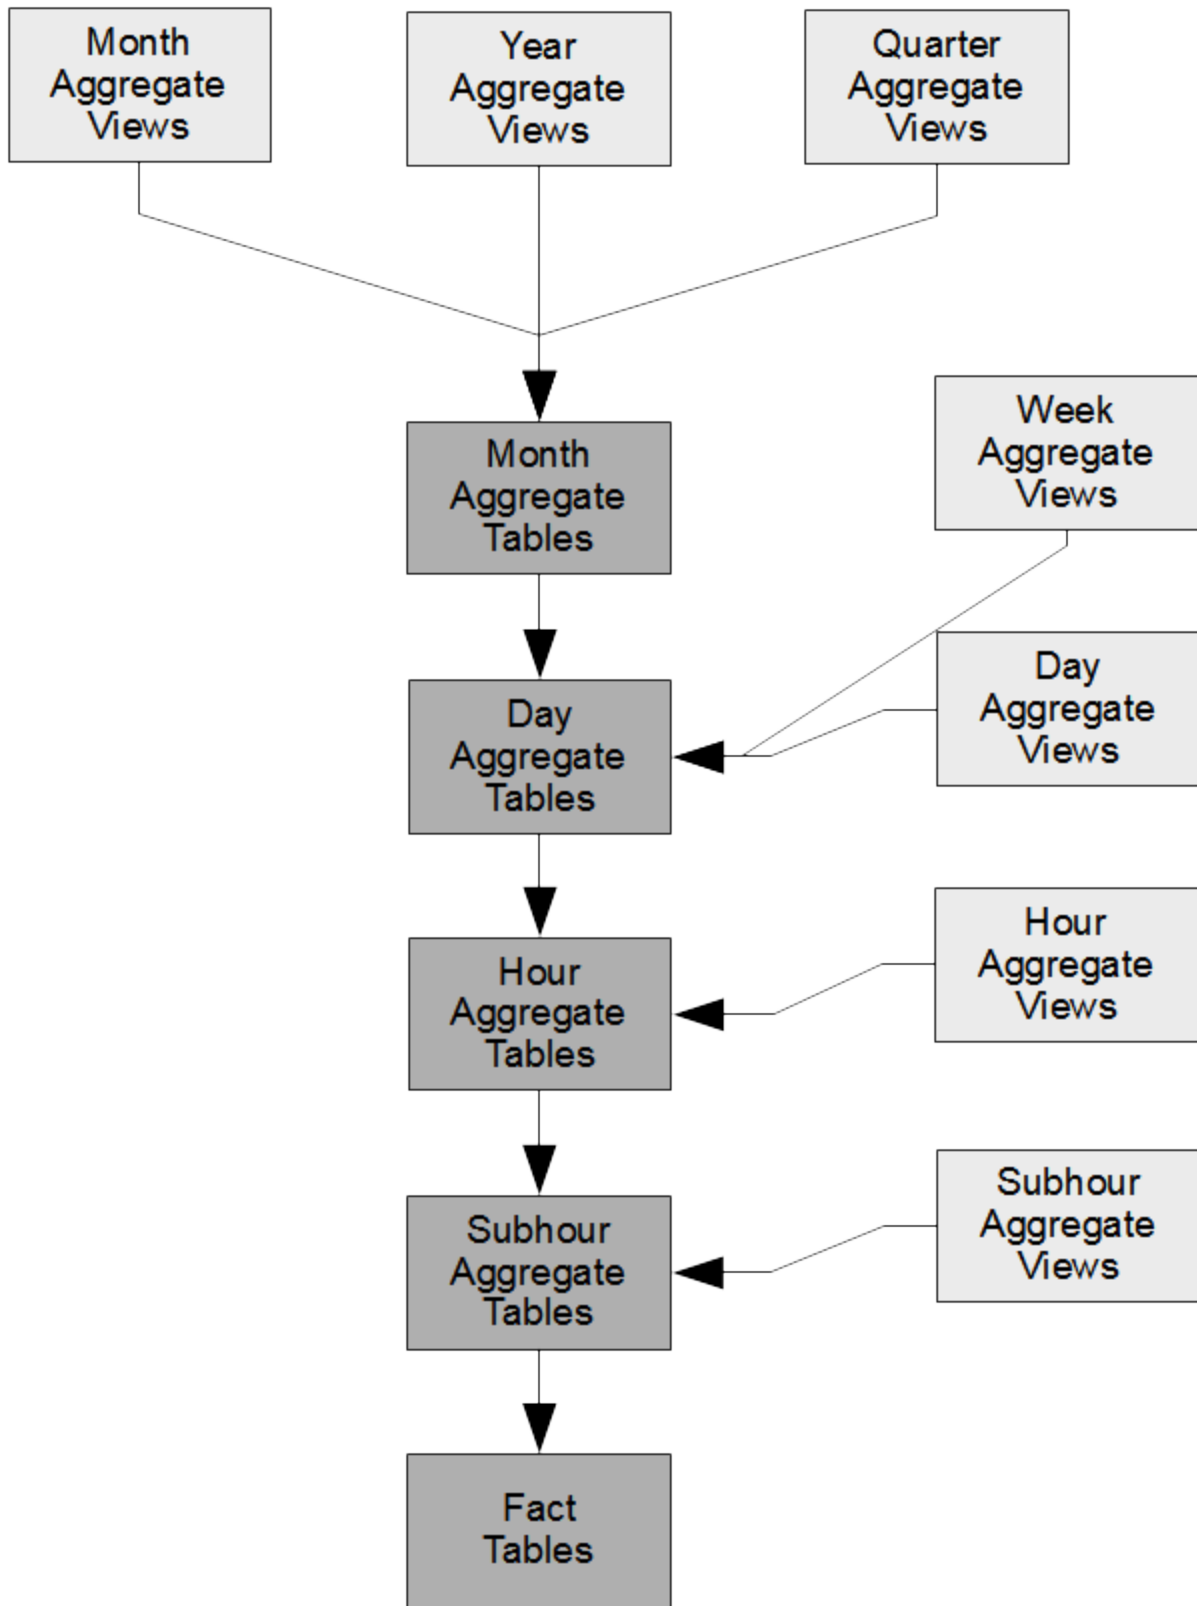 Month
Aggregate
Views
Year
Aggregate
Views
Quarter
Aggregate
Views
Month
Aggregate
Tables
Week
Aggregate
Views
Day
Aggregate
Tables
Day
Aggregate
Views
Hour
Aggregate
Tables
Hour
Aggregate
Views
Subhour
Aggregate
Tables
Subhour
Aggregate
Views
Fact
Tables